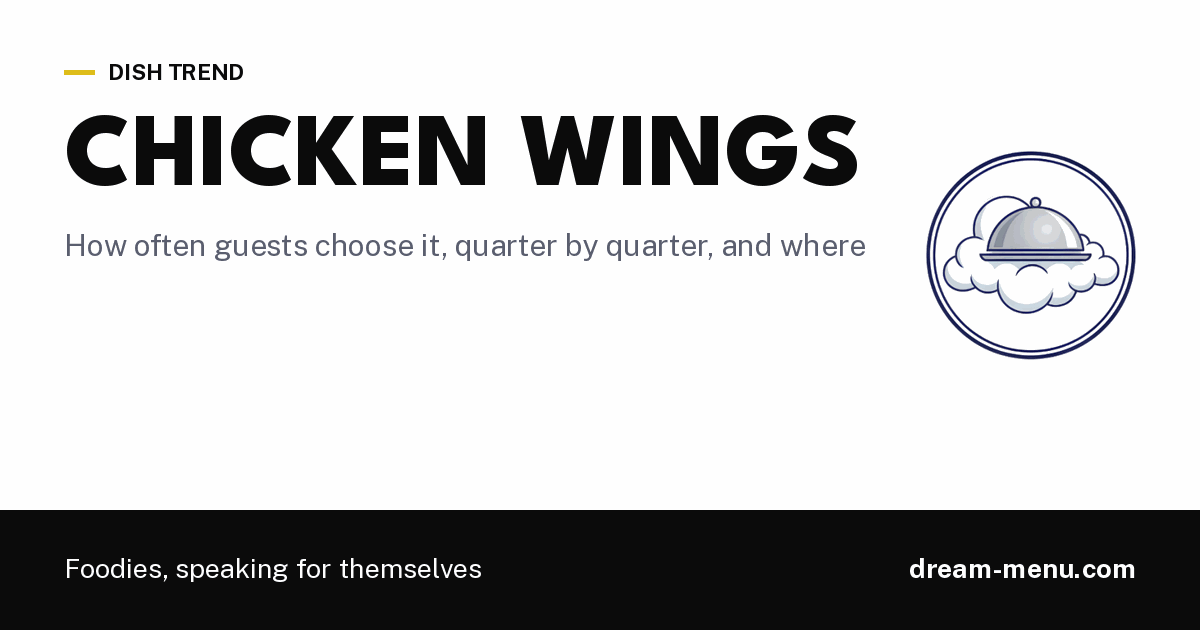 DISH TREND
CHICKEN WINGS
How often guests choose it, quarter by quarter, and where
Foodies, speaking for themselves
dream-menu.com